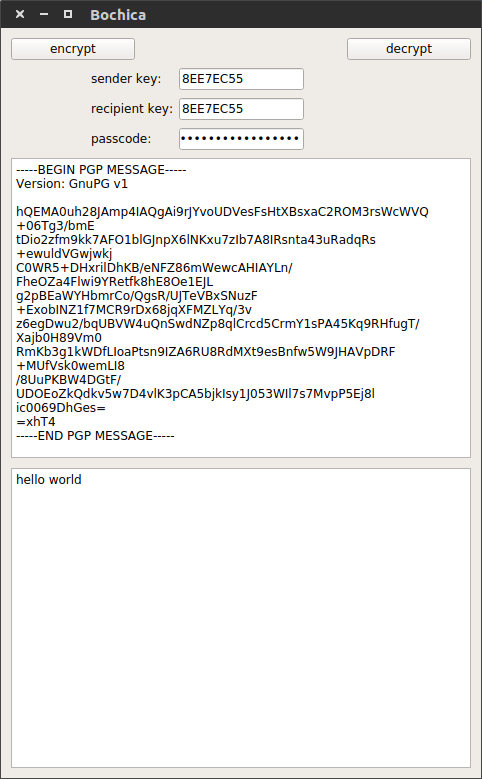 Bochica
encrypt
decrypt
sender key: 8EE7EC55
recipient key: 8EE7EC55
passcode: •••••••••••••••••
-----BEGIN PGP MESSAGE-----
Version: GnuPG v1
hQEMA0uh28JAmp4IAQgAi9rJYvoUDVesFsHtXBsxaC2ROM3rsWcWVQ
+06Tg3/bmE
tDio2zfm9kk7AFO1blGJnpX6lNKxu7zIb7A8IRsnta43uRadqRs
+ewuldVGwjwkj
C0WR5+DHxrilDhKB/eNFZ86mWewcAHIAYLn/
FheOZa4Flwi9YRetfk8hE8Oe1EJL
g2pBEaWYHbmrCo/QgsR/UJTeVBxSNuzF
+ExobINZ1f7MCR9rDx68jqXFMZLYq/3v
z6egDwu2/bqUBVW4uQnSwdNZp8qlCrcd5CrmY1sPA45Kq9RHfugT/
Xajb0H89Vm0
RmKb3g1kWDfLIoaPtsn9IZA6RU8RdMXt9esBnfw5W9JHAVpDRF
+MUfVsk0wemLI8
/8UuPKBW4DGtF/
UDOEoZkQdkv5w7D4vlK3pCA5bjkIsy1J053WIl7s7MvpP5Ej8l
ic0069DhGes=
=xhT4
-----END PGP MESSAGE-----
hello world